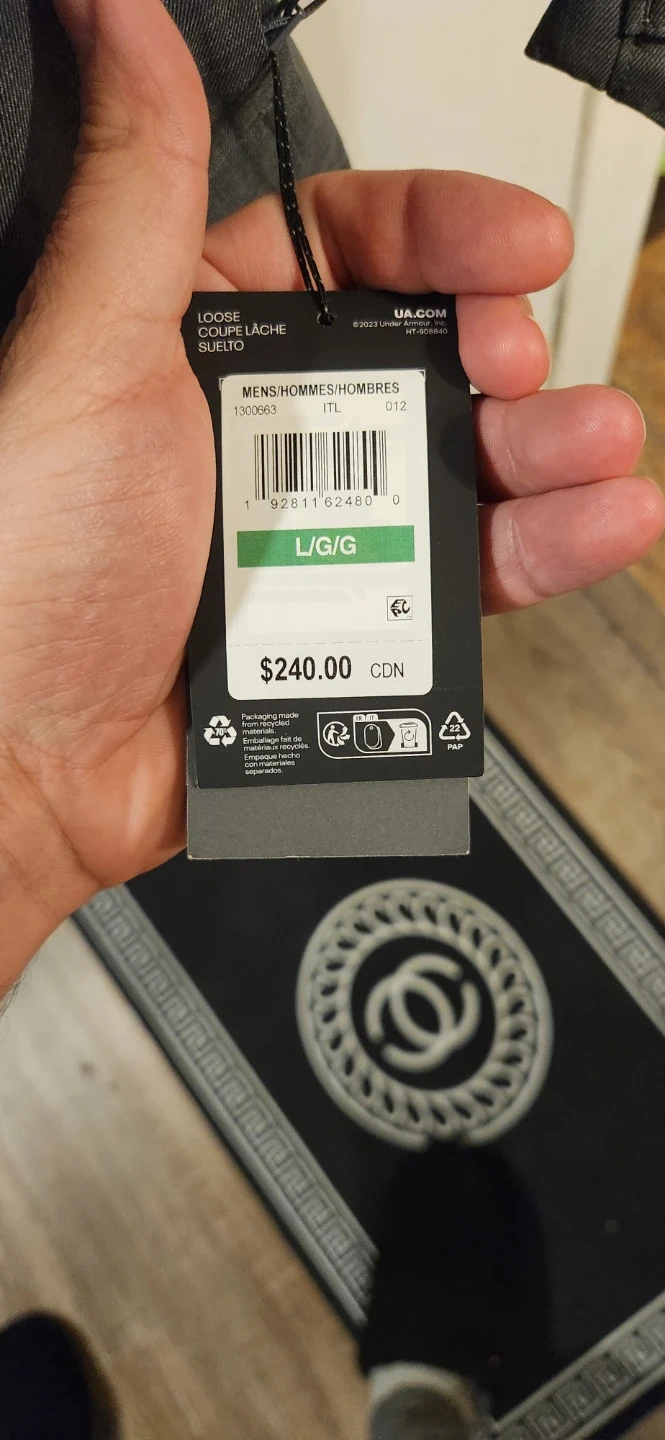 LOOSE
COUPE LÂCHE
SUELTO
UA.COM
©2023 Under Armour, Inc.
HT-908840
MENS/HOMMES/HOMBRES
1300663 ITL 012
1 92811 62480 0
L/G/G
$240.00 CDN
70%
Packaging made
from recycled
materials.
Emballage fait de
matériaux recyclés.
Empaque hecho
con materiales
separados.
FR IT
22
PAP